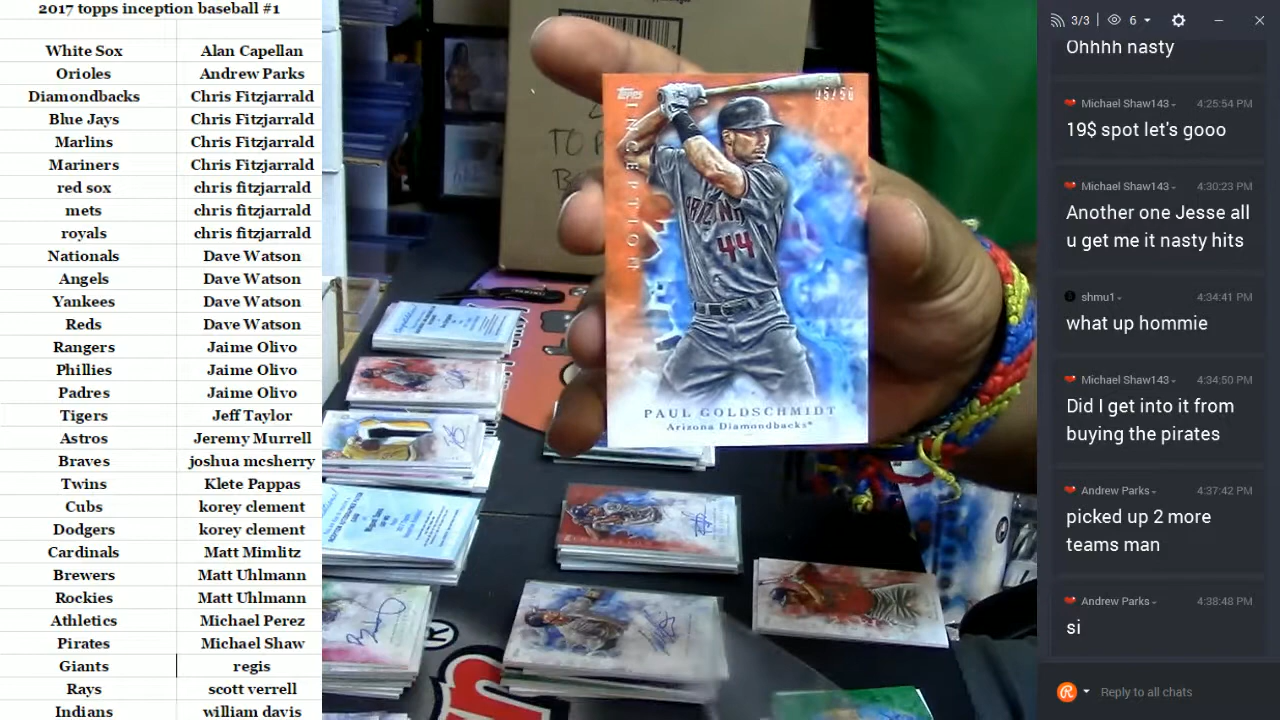 2017 topps inception baseball #1
White Sox Alan Capellan
Orioles Andrew Parks
Diamondbacks Chris Fitzjarrald
Blue Jays Chris Fitzjarrald
Marlins Chris Fitzjarrald
Mariners Chris Fitzjarrald
red sox chris fitzjarrald
mets chris fitzjarrald
royals chris fitzjarrald
Nationals Dave Watson
Angels Dave Watson
Yankees Dave Watson
Reds Dave Watson
Rangers Jaime Olivo
Phillies Jaime Olivo
Padres Jaime Olivo
Tigers Jeff Taylor
Astros Jeremy Murrell
Braves joshua mcsherry
Twins Klete Pappas
Cubs korey clement
Dodgers korey clement
Cardinals Matt Mimlitz
Brewers Matt Uhlmann
Rockies Matt Uhlmann
Athletics Michael Perez
Pirates Michael Shaw
Giants regis
Rays scott verrell
Indians william davis
TO
Topps
INCEPTION
ARIZONA
44
PAUL GOLDSCHMIDT
Arizona Diamondbacks
3/3 6
Ohhhh nasty
Michael Shaw143 4:25:54 PM
19$ spot let's gooo
Michael Shaw143 4:30:23 PM
Another one Jesse all
u get me it nasty hits
shmu1 4:34:41 PM
what up hommie
Michael Shaw143 4:34:50 PM
Did I get into it from
buying the pirates
Andrew Parks 4:37:42 PM
picked up 2 more
teams man
Andrew Parks 4:38:48 PM
si
Reply to all chats